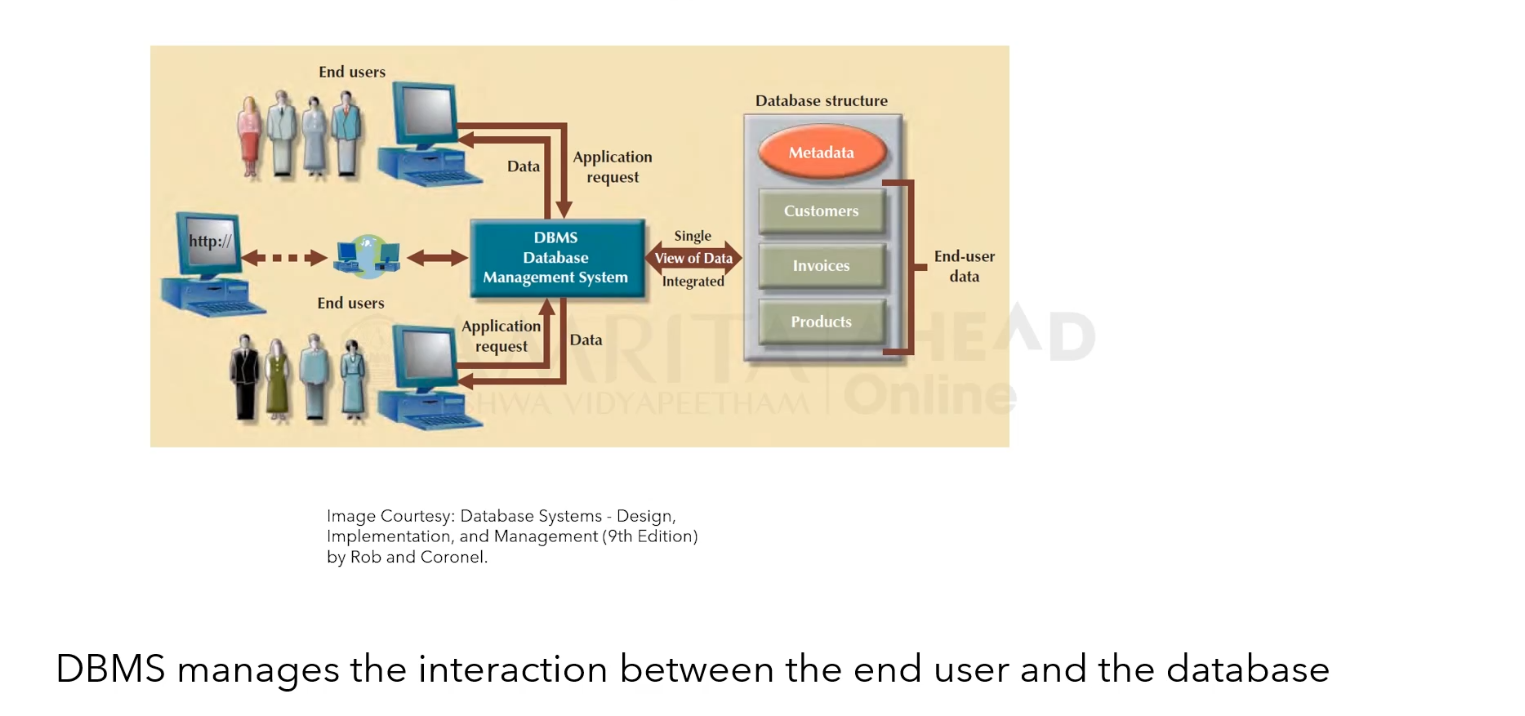 End users
Database structure
Metadata
Data
Application
request
Customers
http://
DBMS
Database
Management System
Single
View of Data
Integrated
Invoices
End-user
data
End users
Products
Application
request
Data
AMRITA
VISHWA VIDYAPEETHAM
AHEAD
Online
Image Courtesy: Database Systems - Design,
Implementation, and Management (9th Edition)
by Rob and Coronel.
DBMS manages the interaction between the end user and the database